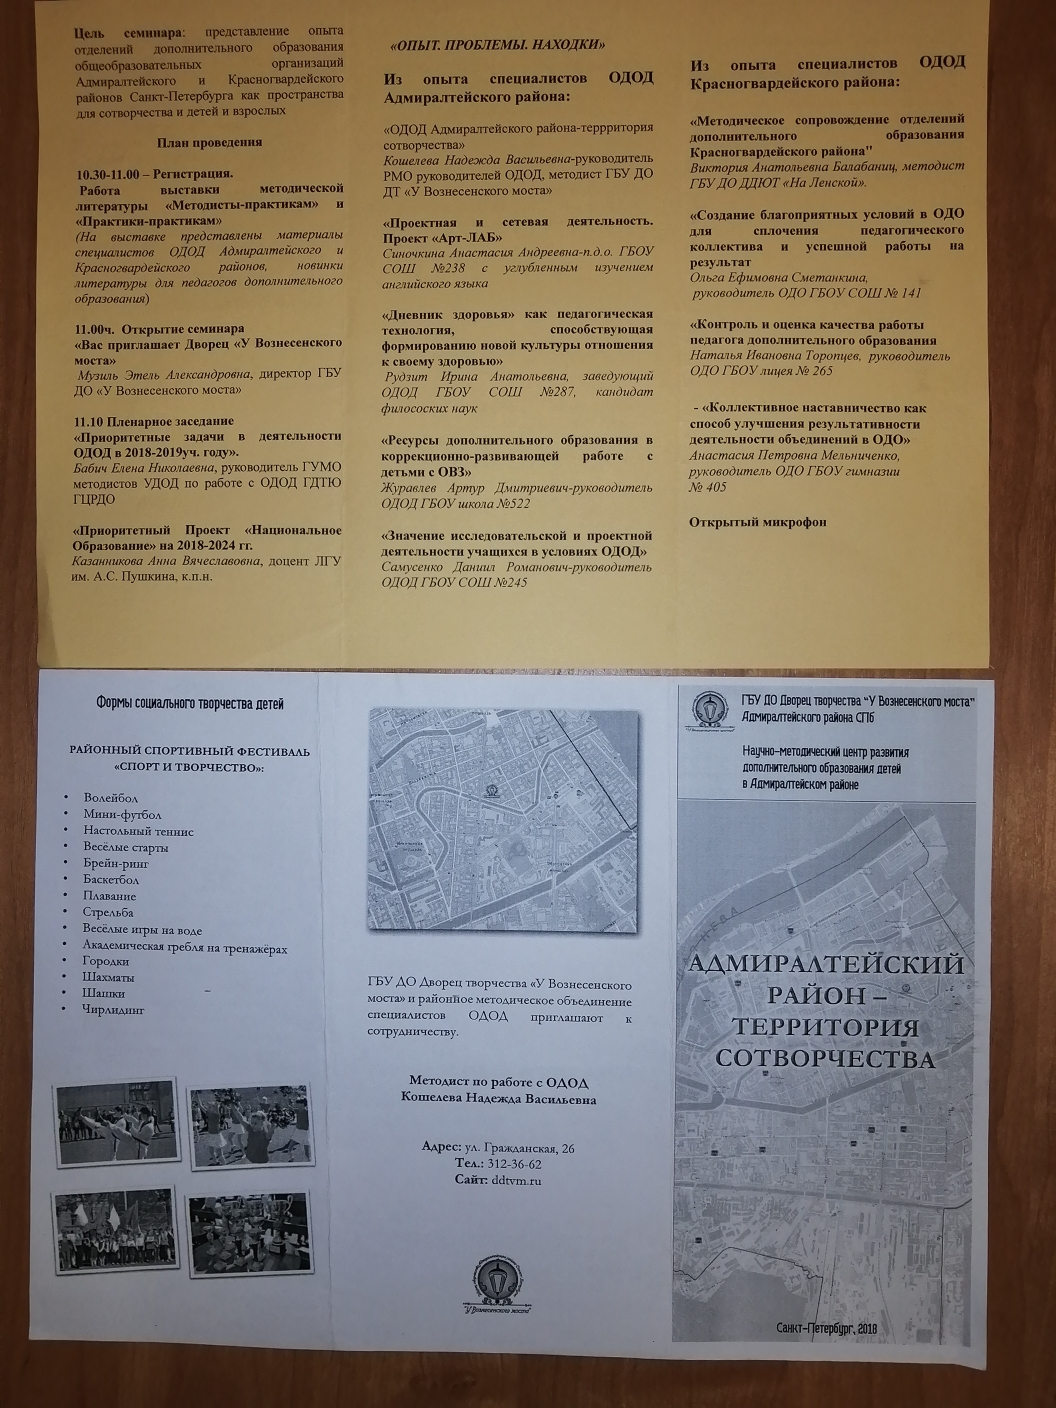 Цель семинара: представление опыта
отделений дополнительного образования
общеобразовательных организаций
Адмиралтейского и Красногвардейского
районов Санкт-Петербурга как пространства
для сотворчества и детей и взрослых
План проведения
10.30-11.00 – Регистрация.
Работа выставки методической
литературы «Методисты-практикам» и
«Практики-практикам»
(На выставке представлены материалы
специалистов ОДОД Адмиралтейского и
Красногвардейского районов, новинки
литературы для педагогов дополнительного
образования)
11.00ч. Открытие семинара
«Вас приглашает Дворец «У Вознесенского
моста»
Музиль Этель Александровна, директор ГБУ
ДО «У Вознесенского моста»
11.10 Пленарное заседание
«Приоритетные задачи в деятельности
ОДОД в 2018-2019уч. году».
Бабич Елена Николаевна, руководитель ГУМО
методистов УДОД по работе с ОДОД ГДТЮ
ГЦРДО
«Приоритетный Проект «Национальное
Образование» на 2018-2024 гг.
Казанникова Анна Вячеславовна, доцент ЛГУ
им. А.С. Пушкина, к.п.н.
«ОПЫТ. ПРОБЛЕМЫ. НАХОДКИ»
Из опыта специалистов ОДОД
Адмиралтейского района:
«ОДОД Адмиралтейского района-террритория
сотворчества»
Кошелева Надежда Васильевна-руководитель
РМО руководителей ОДОД, методист ГБУ ДО
ДТ «У Вознесенского моста»
«Проектная и сетевая деятельность.
Проект «Арт-ЛАБ»
Синочкина Анастасия Андреевна-п.д.о. ГБОУ
СОШ №238 с углубленным изучением
английского языка
«Дневник здоровья» как педагогическая
технология, способствующая
формированию новой культуры отношения
к своему здоровью»
Рудзит Ирина Анатольевна, заведующий
ОДОД ГБОУ СОШ №287, кандидат
филососких наук
«Ресурсы дополнительного образования в
коррекционно-развивающей работе с
детьми с ОВЗ»
Журавлев Артур Дмитриевич-руководитель
ОДОД ГБОУ школа №522
«Значение исследовательской и проектной
деятельности учащихся в условиях ОДОД»
Самусенко Даниил Романович-руководитель
ОДОД ГБОУ СОШ №245
Из опыта специалистов ОДОД
Красногвардейского района:
«Методическое сопровождение отделений
дополнительного образования
Красногвардейского района"
Виктория Анатольевна Балабаниц, методист
ГБУ ДО ДДЮТ «На Ленской».
«Создание благоприятных условий в ОДО
для сплочения педагогического
коллектива и успешной работы на
результат
Ольга Ефимовна Сметанкина,
руководитель ОДО ГБОУ СОШ № 141
«Контроль и оценка качества работы
педагога дополнительного образования
Наталья Ивановна Торопцев, руководитель
ОДО ГБОУ лицея № 265
- «Коллективное наставничество как
способ улучшения результативности
деятельности объединений в ОДО»
Анастасия Петровна Мельниченко,
руководитель ОДО ГБОУ гимназии
№ 405
Открытый микрофон
Формы социального творчества детей
РАЙОННЫЙ СПОРТИВНЫЙ ФЕСТИВАЛЬ
«СПОРТ И ТВОРЧЕСТВО»:
• Волейбол
• Мини-футбол
• Настольный теннис
• Весёлые старты
• Брейн-ринг
• Баскетбол
• Плавание
• Стрельба
• Весёлые игры на воде
• Академическая гребля на тренажёрах
• Городки
• Шахматы
• Шашки
• Чирлидинг
ГБУ ДО Дворец творчества «У Вознесенского
моста» и районное методическое объединение
специалистов ОДОД приглашают к
сотрудничеству.
Методист по работе с ОДОД
Кошелева Надежда Васильевна
Адрес: ул. Гражданская, 26
Тел.: 312-36-62
Сайт: ddtvm.ru
"У Вознесенского моста"
ГБУ ДО Дворец творчества "У Вознесенского моста"
Адмиралтейского района СПб
Научно-методический центр развития
дополнительного образования детей
в Адмиралтейском районе
НЕВА
АДМИРАЛТЕЙСКИЙ
РАЙОН –
ТЕРРИТОРИЯ
СОТВОРЧЕСТВА
Санкт-Петербург, 2018